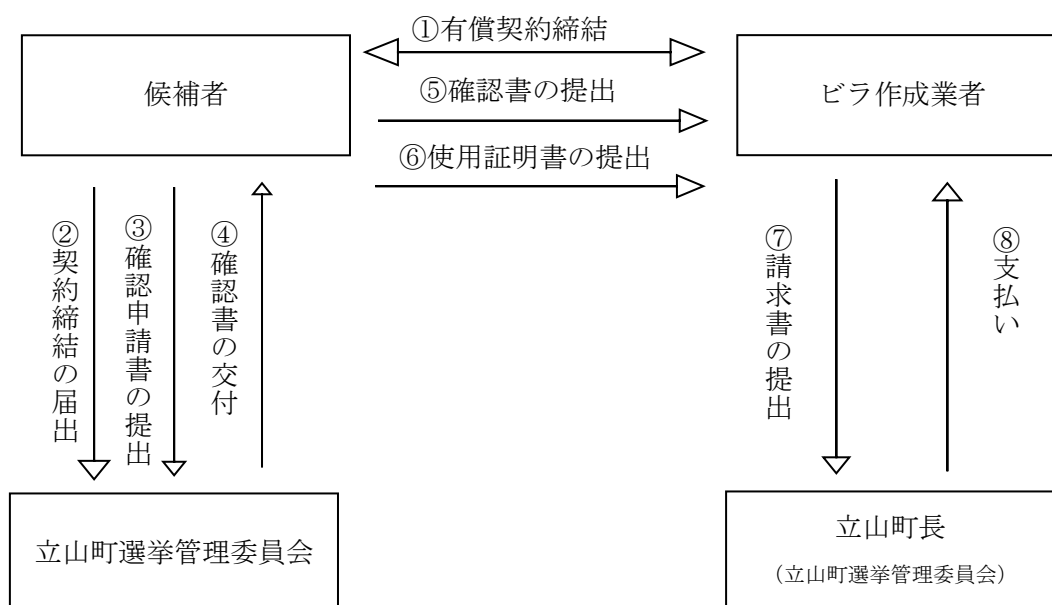 ①有償契約締結
候補者
ビラ作成業者
⑤確認書の提出
⑥使用証明書の提出
②契約締結の届出
③確認申請書の提出
④確認書の交付
⑦請求書の提出
⑧支払い
立山町選挙管理委員会
立山町長
（立山町選挙管理委員会）